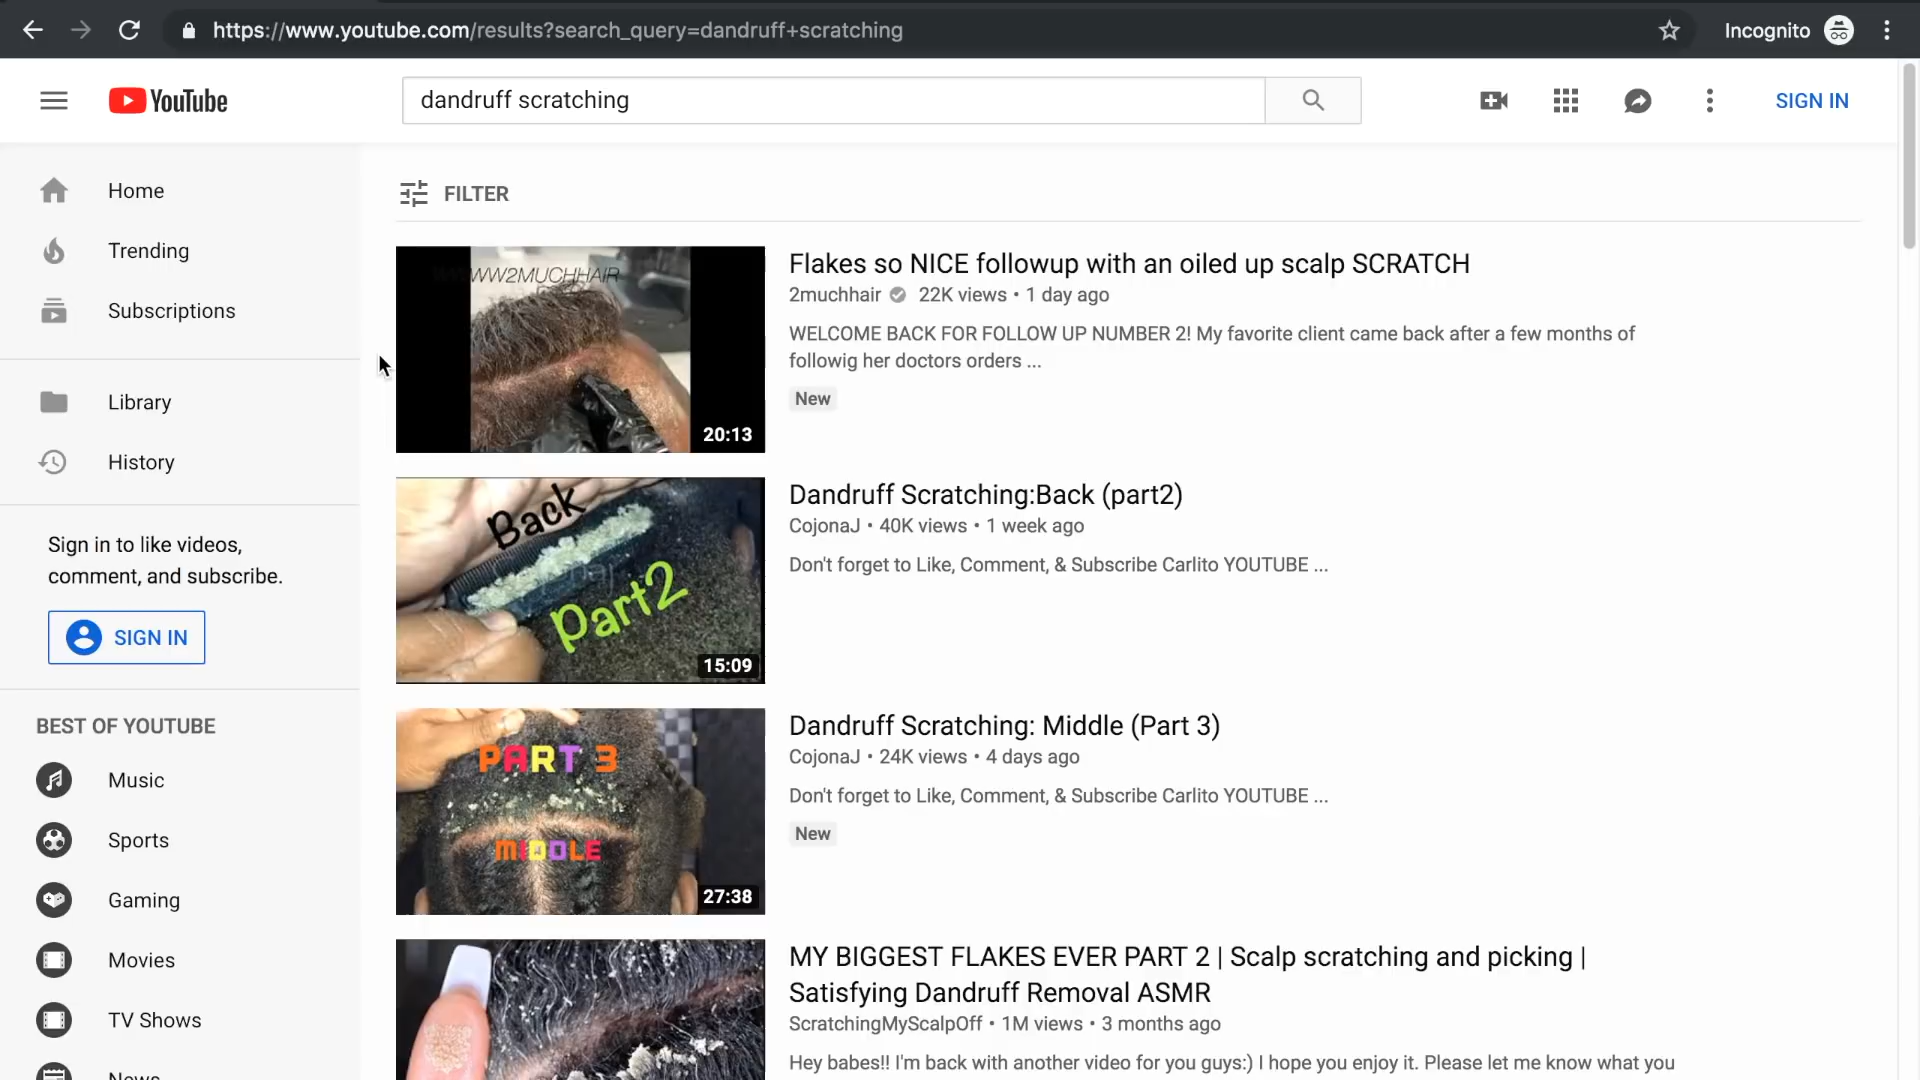 https://www.youtube.com/results?search_query=dandruff+scratching
Incognito
YouTube
dandruff scratching
SIGN IN
Home
Trending
Subscriptions
Library
History
Sign in to like videos,
comment, and subscribe.
SIGN IN
BEST OF YOUTUBE
Music
Sports
Gaming
Movies
TV Shows
News
FILTER
20:13
Flakes so NICE followup with an oiled up scalp SCRATCH
2muchhair 22K views • 1 day ago
WELCOME BACK FOR FOLLOW UP NUMBER 2! My favorite client came back after a few months of
followig her doctors orders ...
New
Back
Part2
15:09
Dandruff Scratching:Back (part2)
CojonaJ • 40K views • 1 week ago
Don't forget to Like, Comment, & Subscribe Carlito YOUTUBE ...
PART 3
MIDDLE
27:38
Dandruff Scratching: Middle (Part 3)
CojonaJ • 24K views • 4 days ago
Don't forget to Like, Comment, & Subscribe Carlito YOUTUBE ...
New
MY BIGGEST FLAKES EVER PART 2 | Scalp scratching and picking |
Satisfying Dandruff Removal ASMR
ScratchingMyScalpOff • 1M views • 3 months ago
Hey babes!! I'm back with another video for you guys:) I hope you enjoy it. Please let me know what you